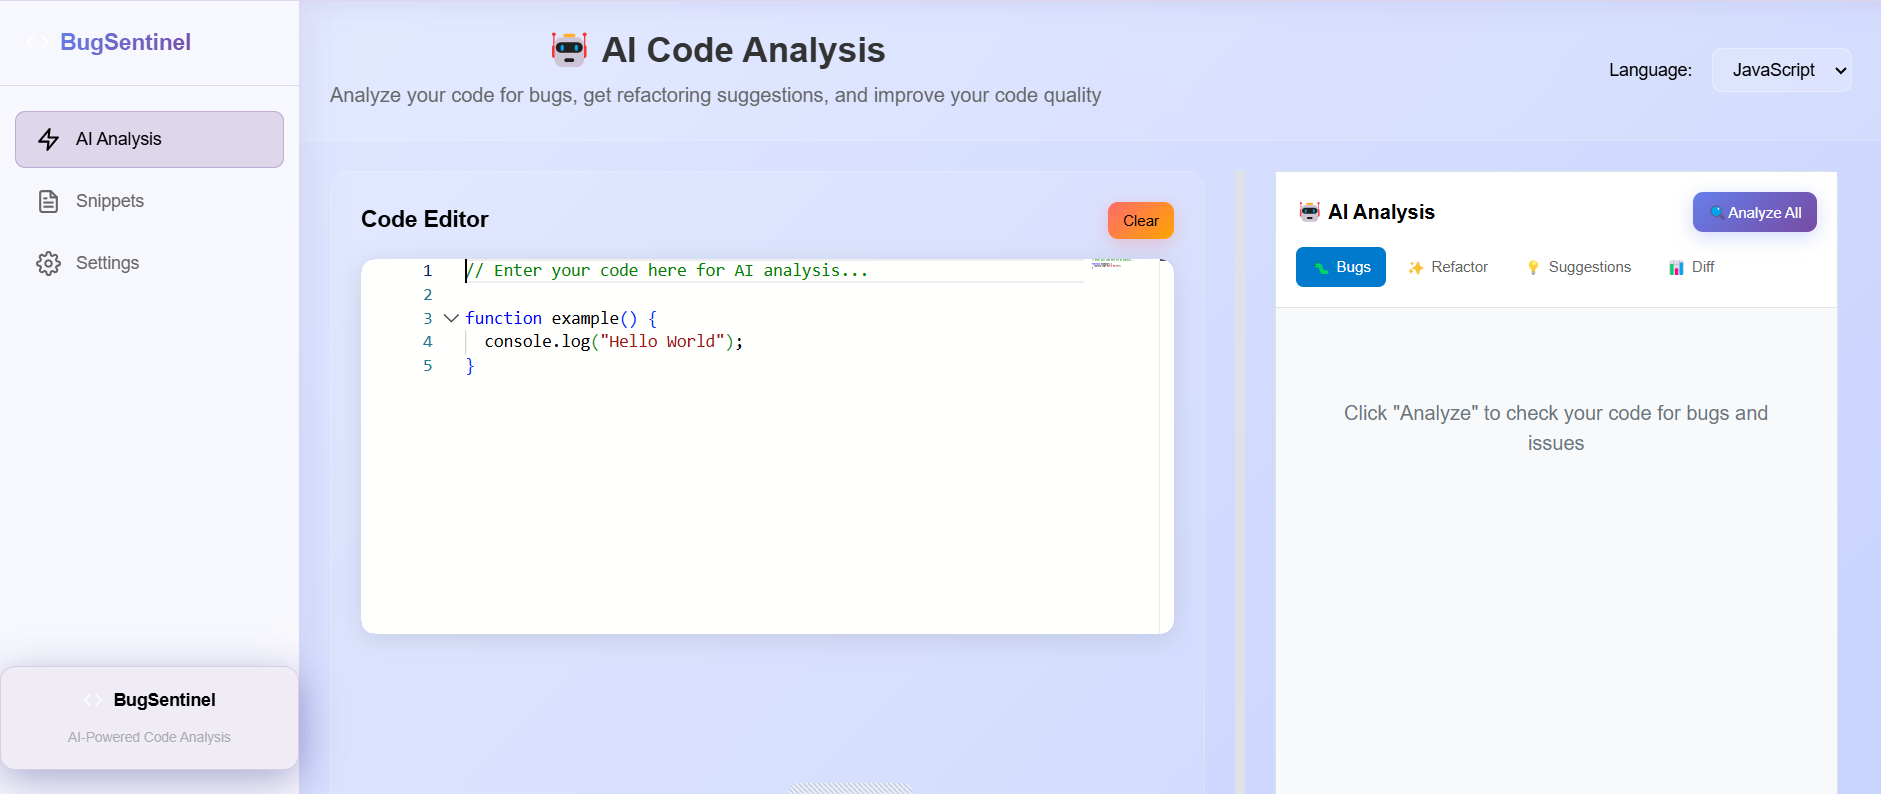 BugSentinel
AI Analysis
Snippets
Settings
BugSentinel
AI-Powered Code Analysis
AI Code Analysis
Analyze your code for bugs, get refactoring suggestions, and improve your code quality
Language:
JavaScript
Code Editor
Clear
1 // Enter your code here for AI analysis...
2
3 function example() {
4 console.log("Hello World");
5 }
AI Analysis
Analyze All
Bugs
Refactor
Suggestions
Diff
Click "Analyze" to check your code for bugs and
issues